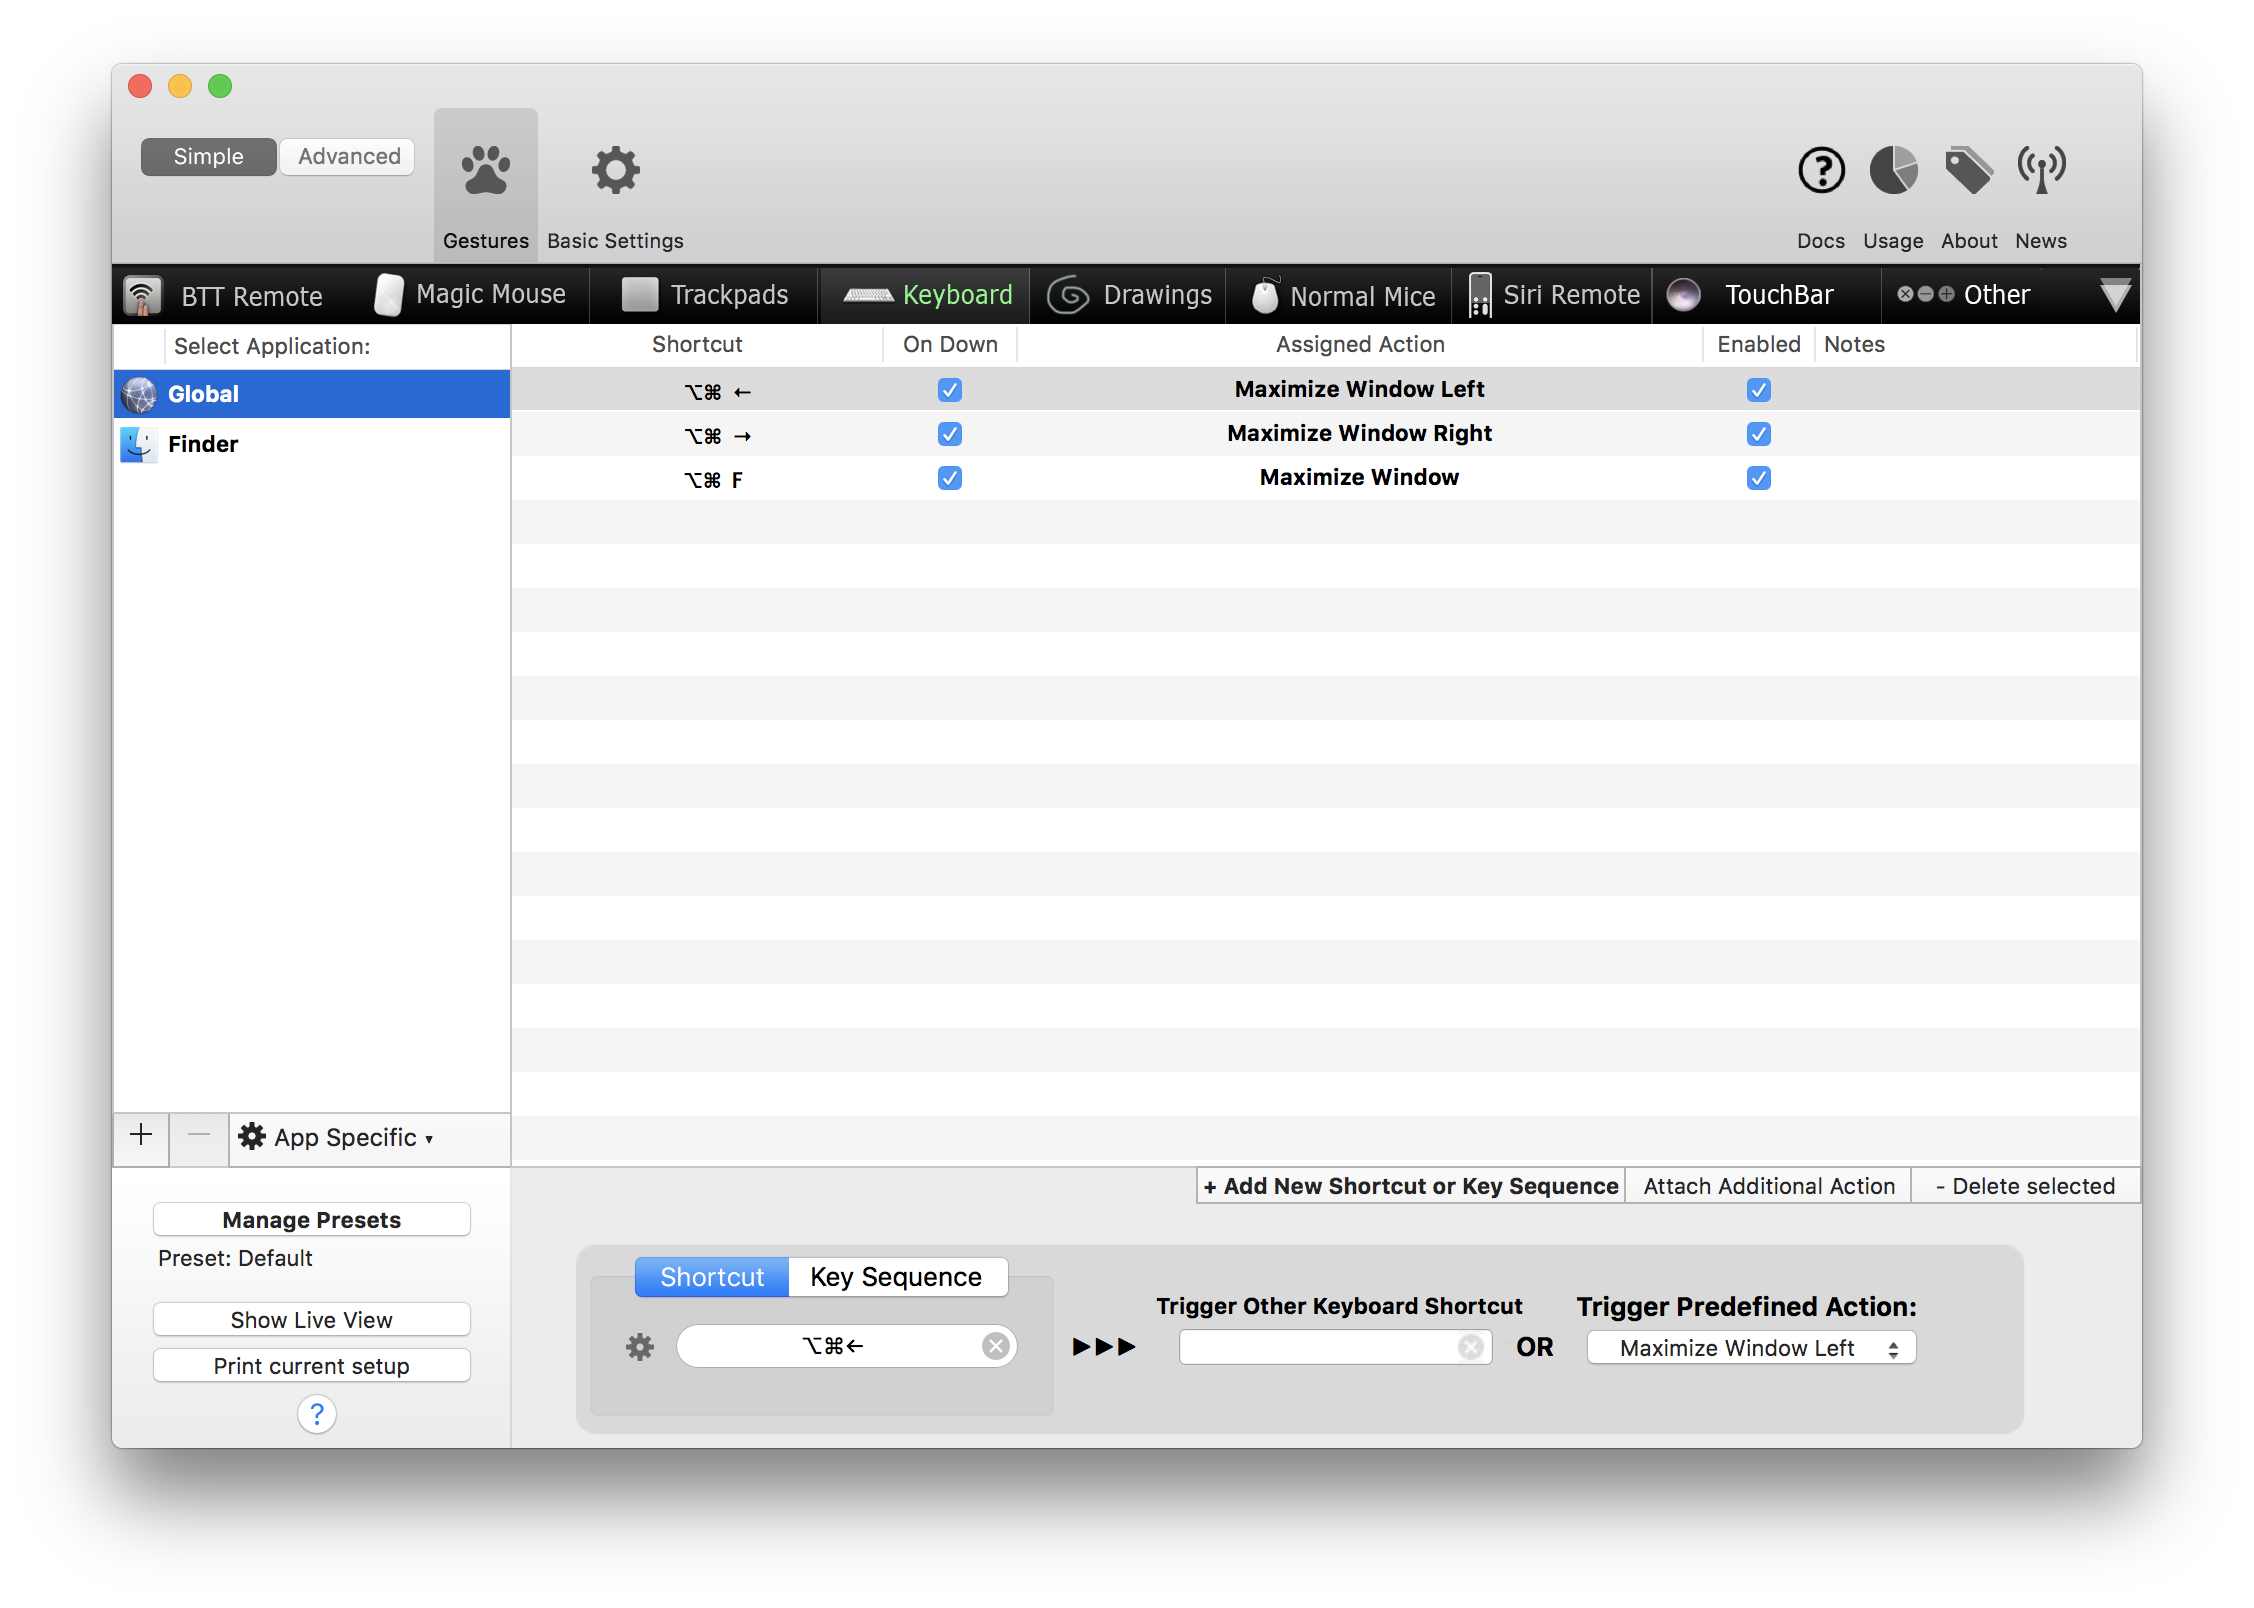 Simple Advanced
Gestures Basic Settings Docs Usage About News
BTT Remote Magic Mouse Trackpads Keyboard Drawings Normal Mice Siri Remote TouchBar Other
Select Application: Shortcut On Down Assigned Action Enabled Notes
Global ⌥⌘ ← Maximize Window Left
⌥⌘ → Maximize Window Right
Finder
⌥⌘ F Maximize Window
+ − App Specific ▾
+ Add New Shortcut or Key Sequence Attach Additional Action - Delete selected
Manage Presets
Preset: Default
Shortcut Key Sequence
Trigger Other Keyboard Shortcut Trigger Predefined Action:
Show Live View
⌥⌘← ▶▶▶ OR Maximize Window Left
Print current setup
?